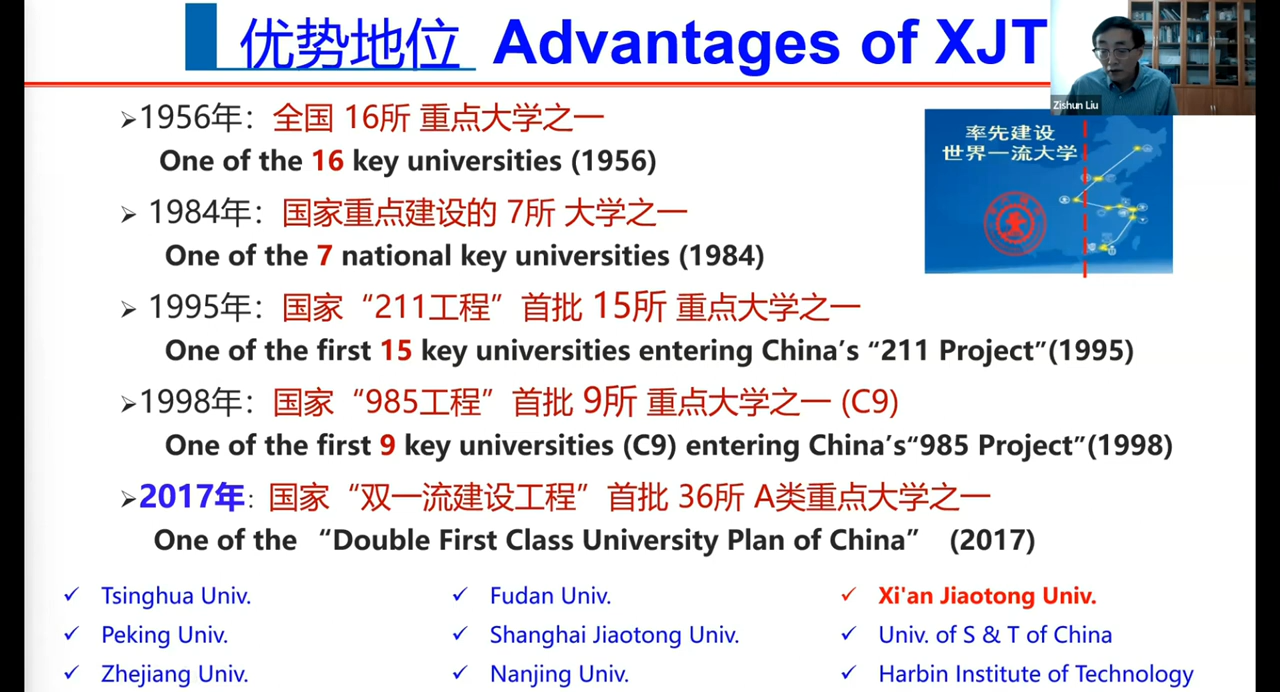 优势地位 Advantages of XJT
Zishun Liu
率先建设
世界一流大学
➢1956年：全国 16所 重点大学之一
One of the 16 key universities (1956)
➢ 1984年：国家重点建设的 7所 大学之一
One of the 7 national key universities (1984)
➢ 1995年：国家“211工程”首批 15所 重点大学之一
One of the first 15 key universities entering China’s “211 Project”(1995)
➢1998年：国家“985工程”首批 9所 重点大学之一 (C9)
One of the first 9 key universities (C9) entering China’s“985 Project”(1998)
➢2017年：国家“双一流建设工程”首批 36所 A类重点大学之一
One of the “Double First Class University Plan of China” (2017)
✓ Tsinghua Univ. ✓ Fudan Univ. ✓ Xi'an Jiaotong Univ.
✓ Peking Univ. ✓ Shanghai Jiaotong Univ. ✓ Univ. of S & T of China
✓ Zhejiang Univ. ✓ Nanjing Univ. ✓ Harbin Institute of Technology